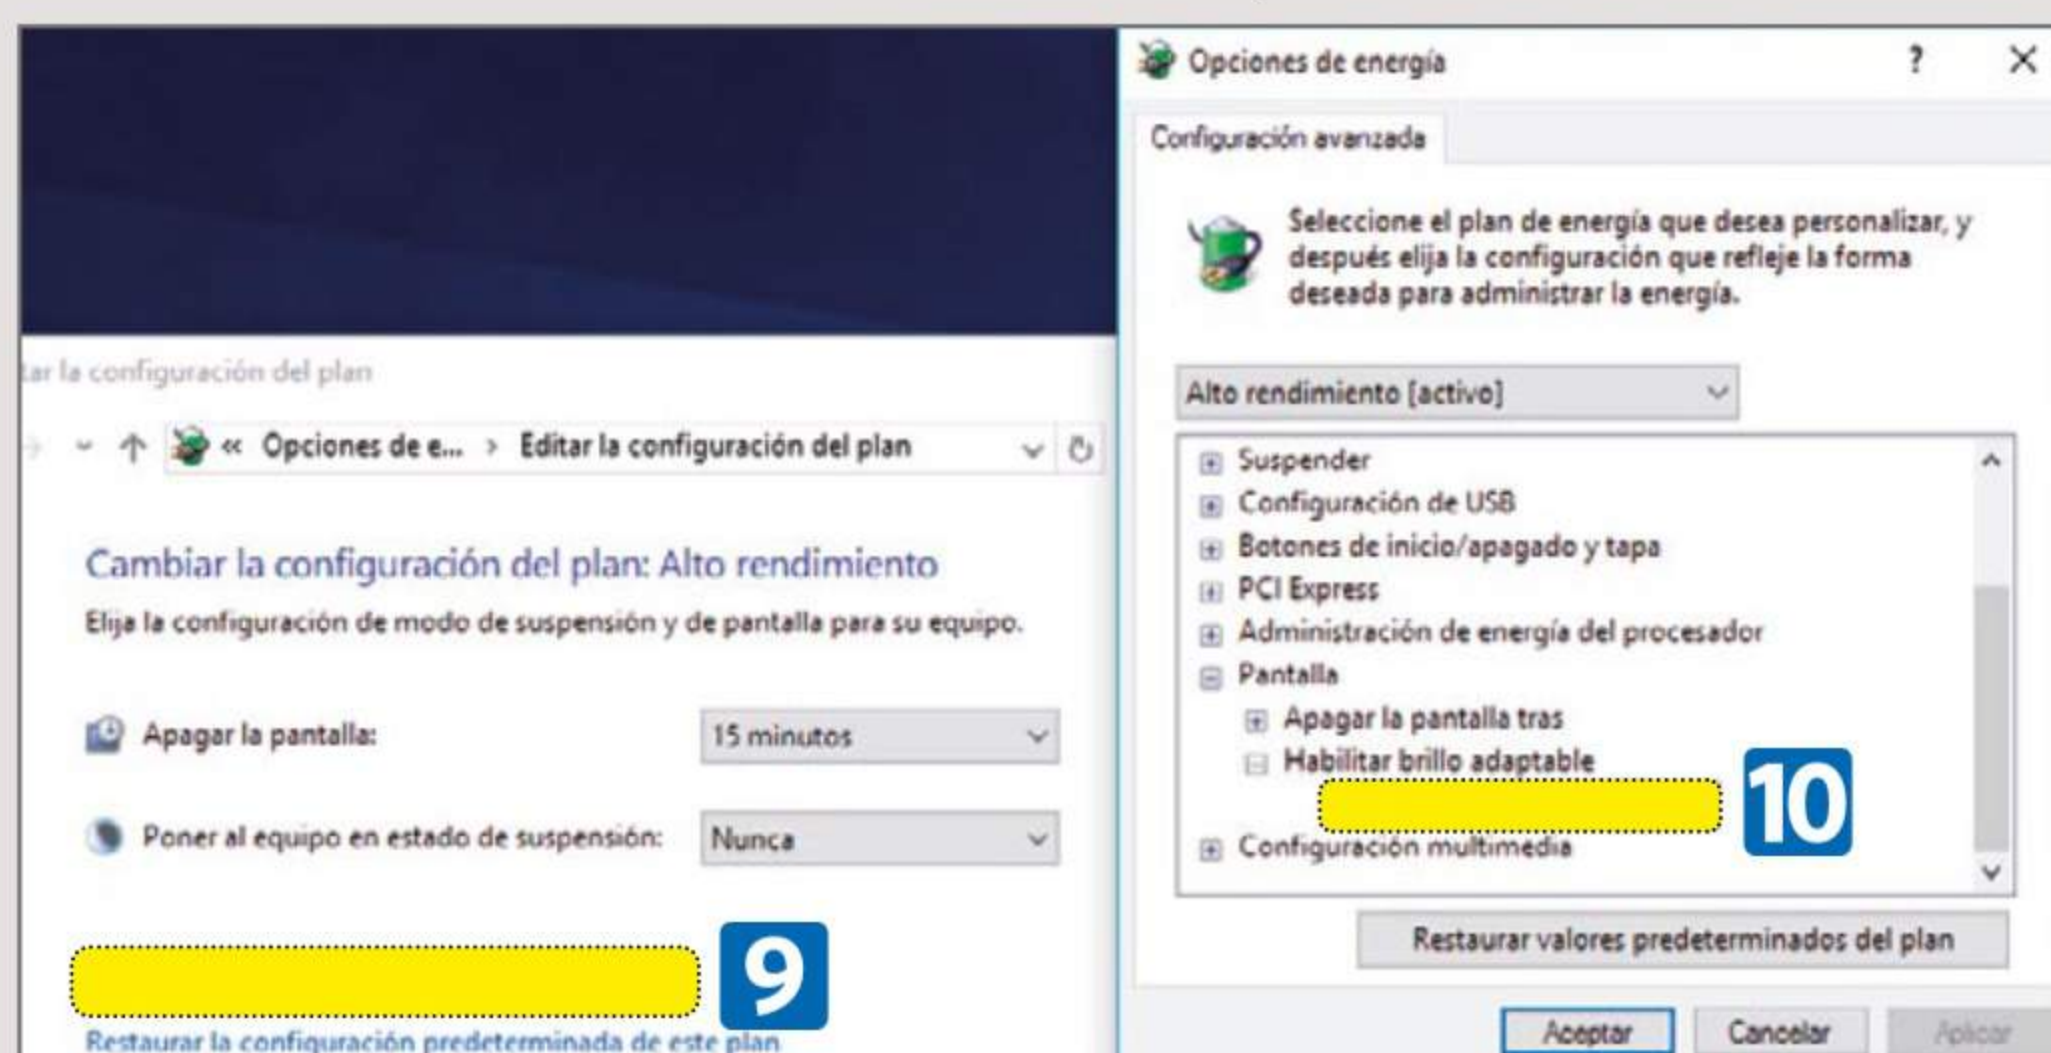 tar la configuración del plan
« Opciones de e... > Editar la configuración del plan
Cambiar la configuración del plan: Alto rendimiento
Elija la configuración de modo de suspensión y de pantalla para su equipo.
Apagar la pantalla:
15 minutos
Poner al equipo en estado de suspensión:
Nunca
9
Restaurar la configuración predeterminada de este plan
Opciones de energía
?
Configuración avanzada
Seleccione el plan de energía que desea personalizar, y
después elija la configuración que refleje la forma
deseada para administrar la energía.
Alto rendimiento [activo]
Suspender
Configuración de USB
Botones de inicio/apagado y tapa
PCI Express
Administración de energía del procesador
Pantalla
Apagar la pantalla tras
Habilitar brillo adaptable
10
Configuración multimedia
Restaurar valores predeterminados del plan
Aceptar
Cancelar
Aplicar